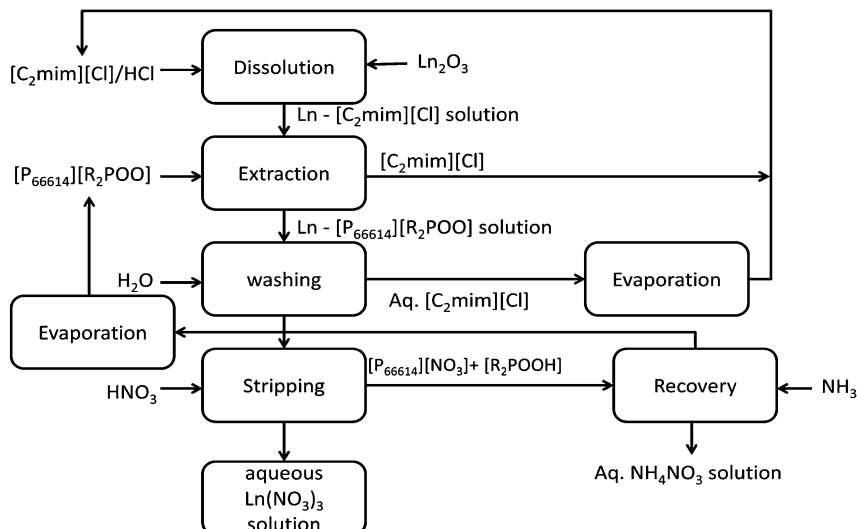 Dissolution
Ln₂O₃
[C₂mim][Cl]/HCl
Ln - [C₂mim][Cl] solution
[C₂mim][Cl]
[P₆₆₆₁₄][R₂POO]
Extraction
Ln - [P₆₆₆₁₄][R₂POO] solution
H₂O
washing
Evaporation
Aq. [C₂mim][Cl]
Evaporation
[P₆₆₆₁₄][NO₃]+ [R₂POOH]
HNO₃
Stripping
Recovery
NH₃
aqueous
Ln(NO₃)₃
solution
Aq. NH₄NO₃ solution